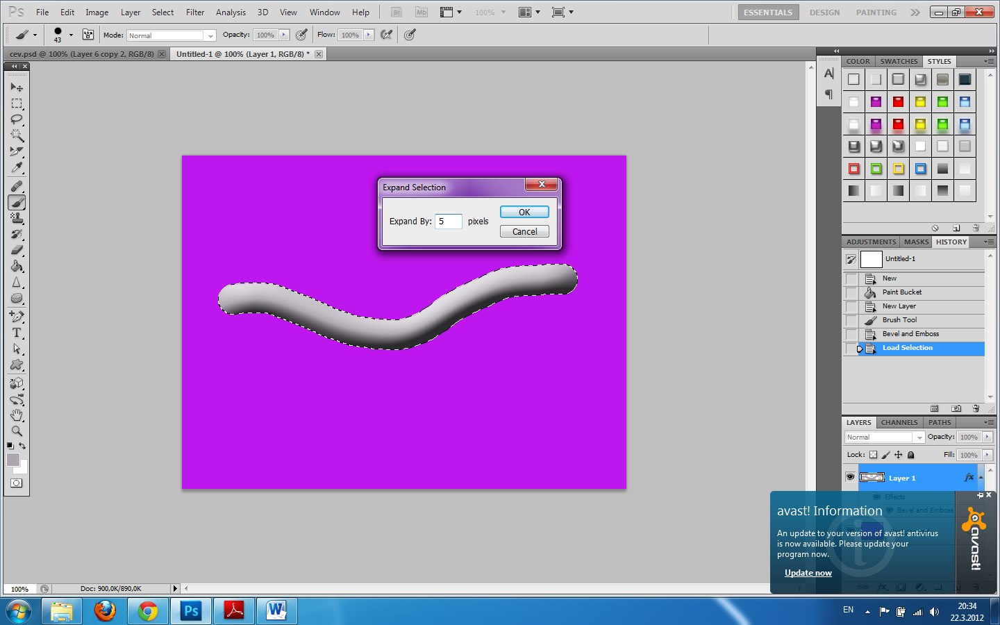 Ps File Edit Image Layer Select Filter Analysis 3D View Window Help Br Mb 100% ESSENTIALS DESIGN PAINTING
43 Mode: Normal Opacity: 100% Flow: 100%
cev.psd @ 100% (Layer 6 copy 2, RGB/8) Untitled-1 @ 100% (Layer 1, RGB/8) *
COLOR SWATCHES STYLES
Expand Selection
Expand By: 5 pixels
OK
Cancel
ADJUSTMENTS MASKS HISTORY
Untitled-1
New
Paint Bucket
New Layer
Brush Tool
Bevel and Emboss
Load Selection
LAYERS CHANNELS PATHS
Normal Opacity: 100%
Lock: Fill: 100%
Layer 1 fx
Effects
Bevel and Emboss
avast! Information
An update to your version of avast! antivirus
is now available. Please update your
program now.
Update now
avast!
100% Doc: 900,0K/890,0K
Ps W EN 20:34
22.3.2012